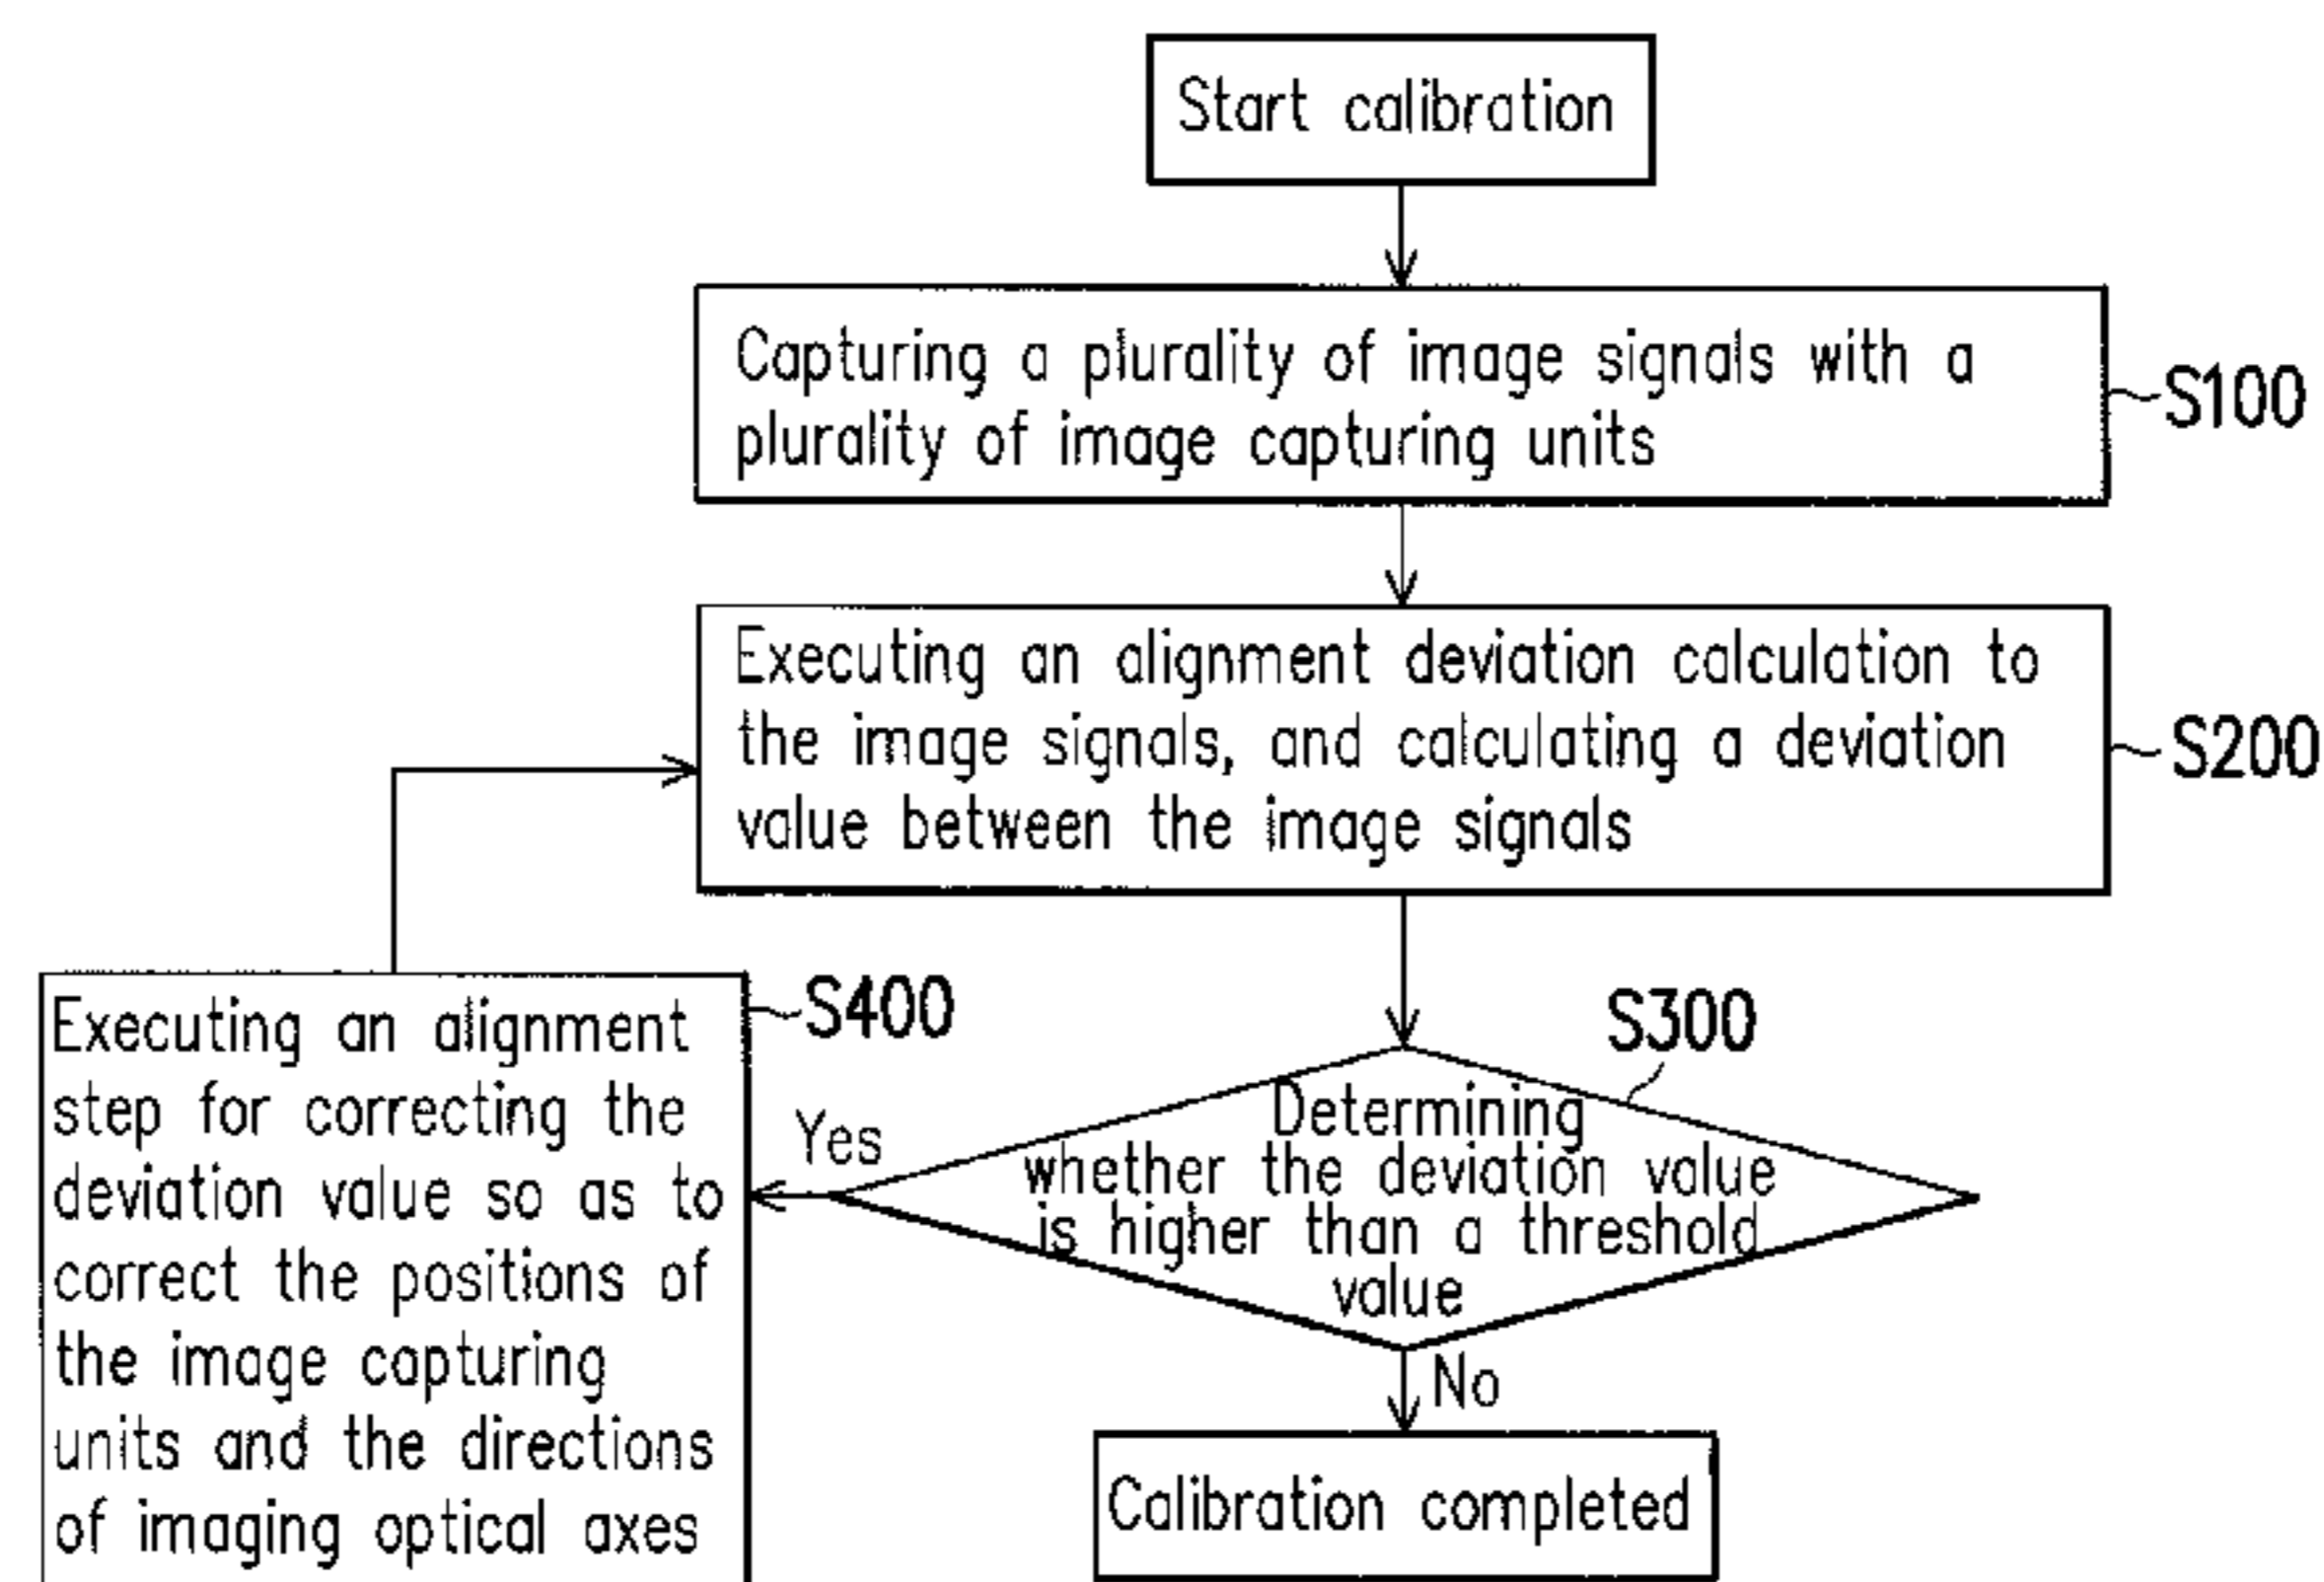 Start calibration
Capturing a plurality of image signals with a
plurality of image capturing units
S100
Executing an alignment deviation calculation to
the image signals, and calculating a deviation
value between the image signals
S200
Executing an alignment
step for correcting the
deviation value so as to
correct the positions of
the image capturing
units and the directions
of imaging optical axes
S400
Yes
S300
Determining
whether the deviation value
is higher than a threshold
value
No
Calibration completed